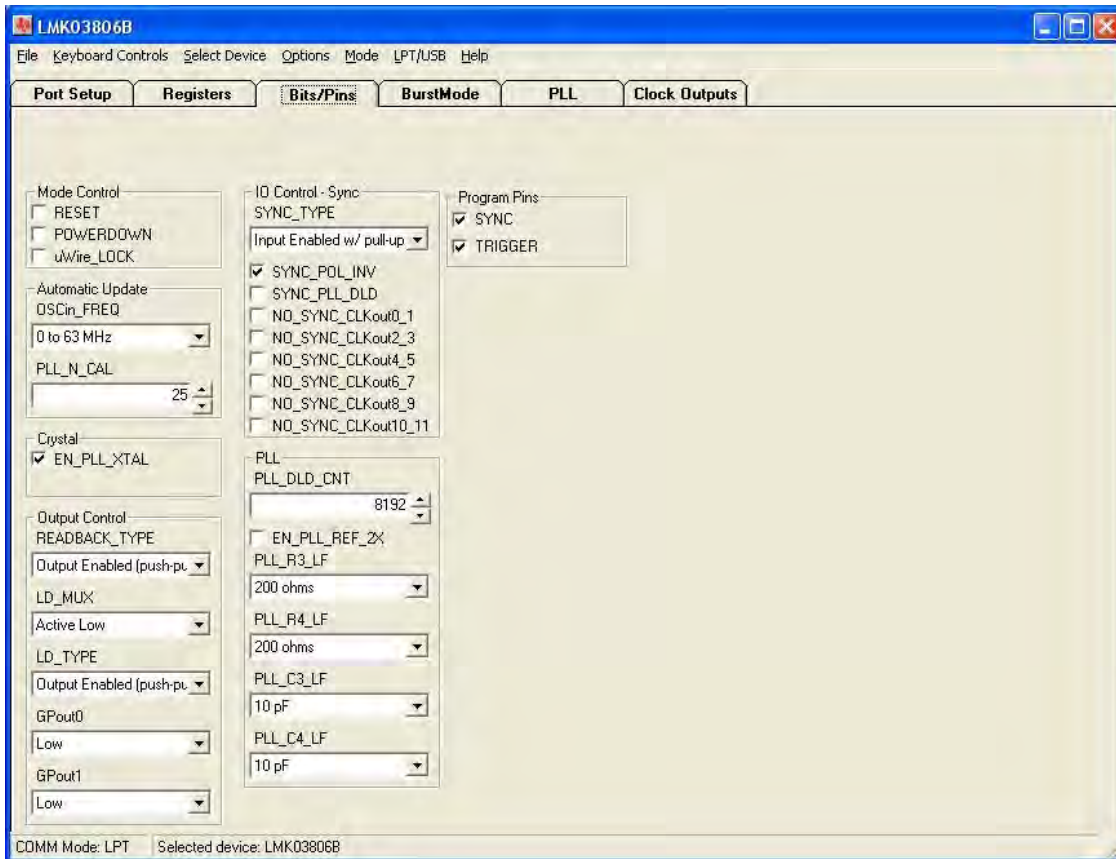 LMK03806B
File Keyboard Controls Select Device Options Mode LPT/USB Help
Port Setup Registers Bits/Pins BurstMode PLL Clock Outputs
Mode Control
RESET
POWERDOWN
uWire_LOCK
Automatic Update
OSCin_FREQ
0 to 63 MHz
PLL_N_CAL
25
Crystal
EN_PLL_XTAL
Output Control
READBACK_TYPE
Output Enabled (push-pu
LD_MUX
Active Low
LD_TYPE
Output Enabled (push-pu
GPout0
Low
GPout1
Low
IO Control - Sync
SYNC_TYPE
Input Enabled w/ pull-up
SYNC_POL_INV
SYNC_PLL_DLD
NO_SYNC_CLKout0_1
NO_SYNC_CLKout2_3
NO_SYNC_CLKout4_5
NO_SYNC_CLKout6_7
NO_SYNC_CLKout8_9
NO_SYNC_CLKout10_11
PLL
PLL_DLD_CNT
8192
EN_PLL_REF_2X
PLL_R3_LF
200 ohms
PLL_R4_LF
200 ohms
PLL_C3_LF
10 pF
PLL_C4_LF
10 pF
Program Pins
SYNC
TRIGGER
COMM Mode: LPT Selected device: LMK03806B